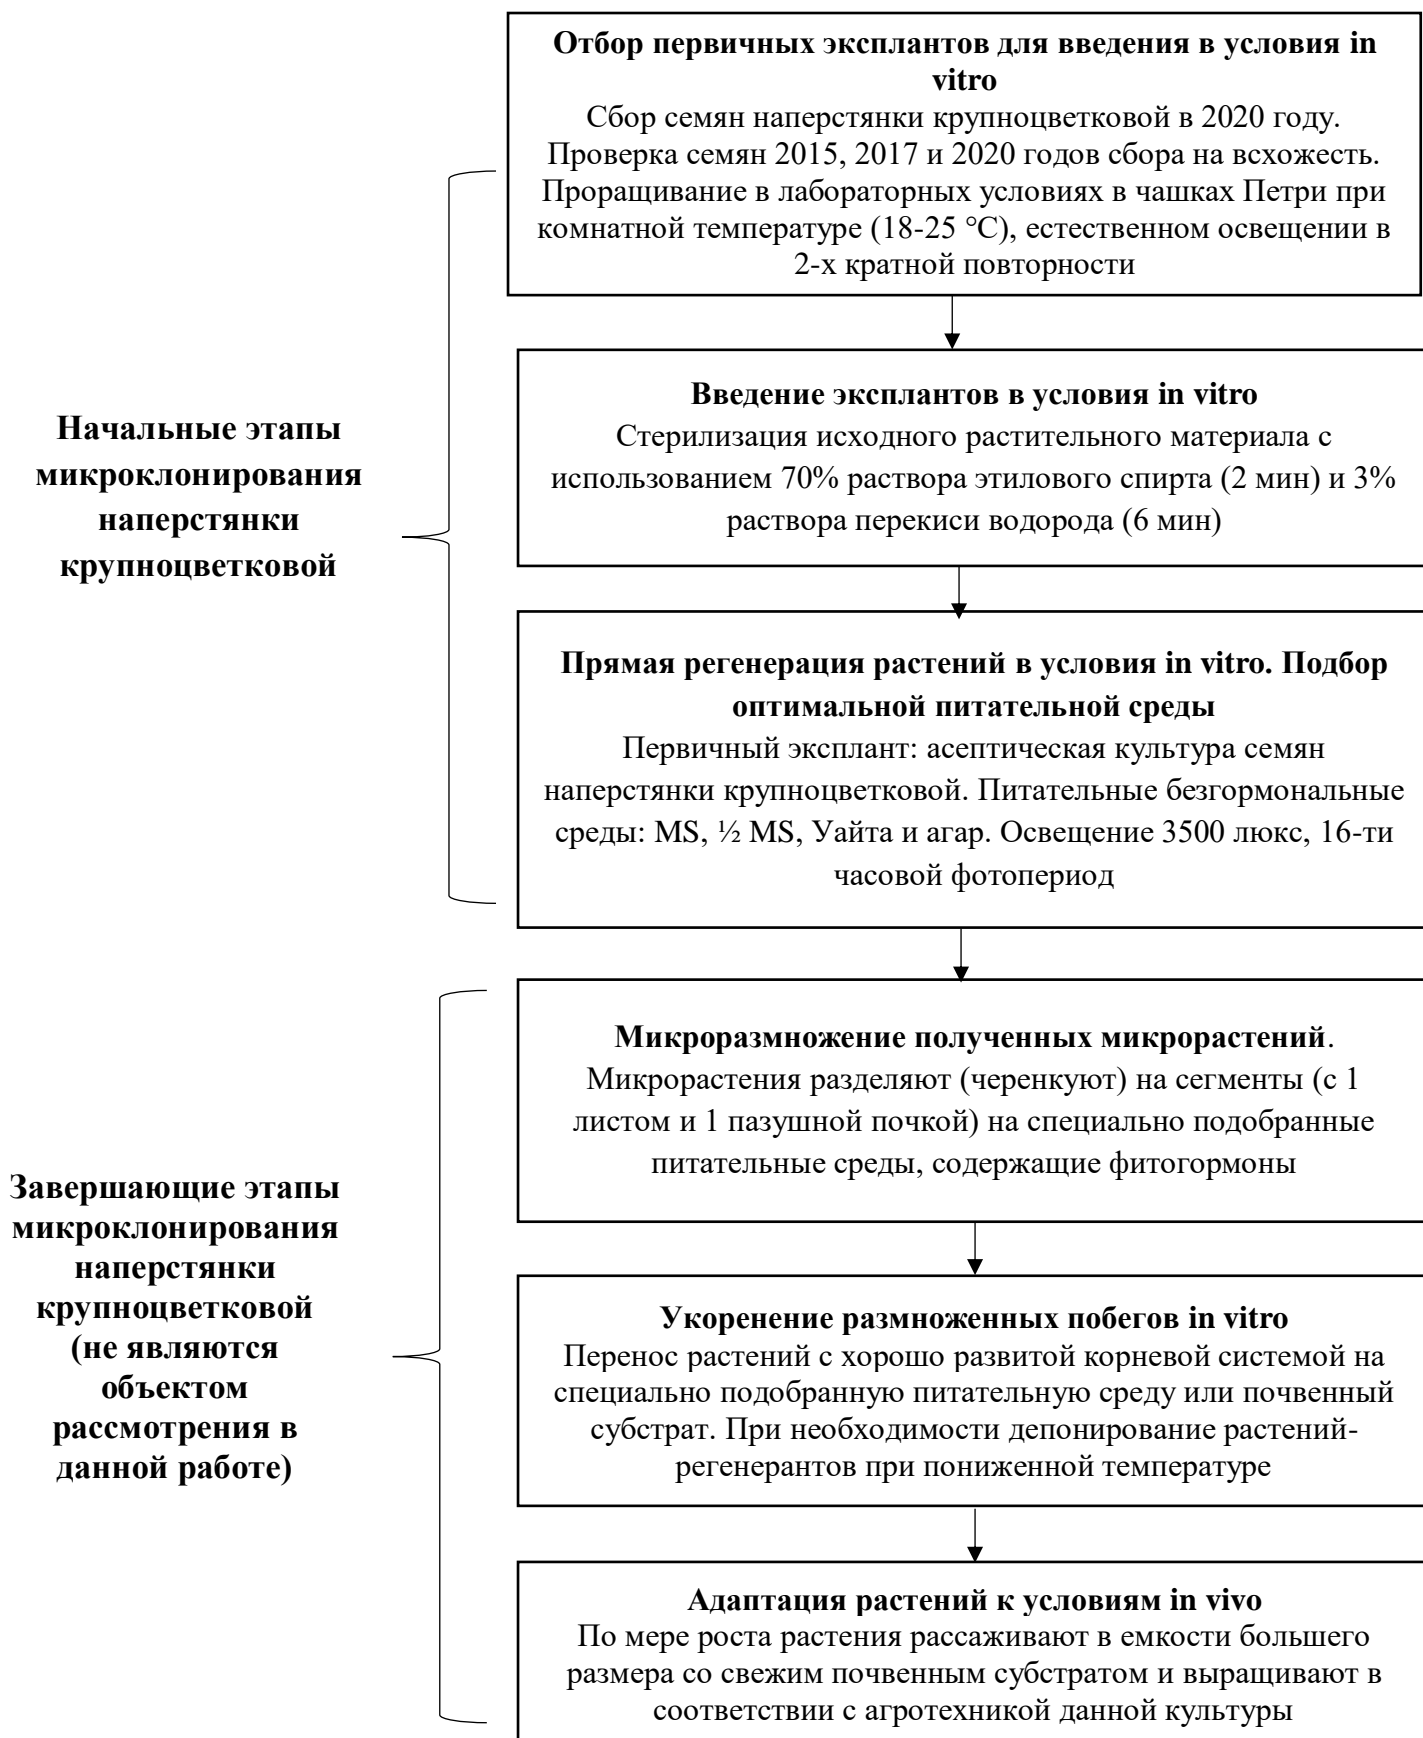 Отбор первичных эксплантов для введения в условия in
vitro
Сбор семян наперстянки крупноцветковой в 2020 году.
Проверка семян 2015, 2017 и 2020 годов сбора на всхожесть.
Проращивание в лабораторных условиях в чашках Петри при
комнатной температуре (18-25 °С), естественном освещении в
2-х кратной повторности
Начальные этапы
микроклонирования
наперстянки
крупноцветковой
Введение эксплантов в условия in vitro
Стерилизация исходного растительного материала с
использованием 70% раствора этилового спирта (2 мин) и 3%
раствора перекиси водорода (6 мин)
Прямая регенерация растений в условия in vitro. Подбор
оптимальной питательной среды
Первичный эксплант: асептическая культура семян
наперстянки крупноцветковой. Питательные безгормональные
среды: MS, ½ MS, Уайта и агар. Освещение 3500 люкс, 16-ти
часовой фотопериод
Завершающие этапы
микроклонирования
наперстянки
крупноцветковой
(не являются
объектом
рассмотрения в
данной работе)
Микроразмножение полученных микрорастений.
Микрорастения разделяют (черенкуют) на сегменты (с 1
листом и 1 пазушной почкой) на специально подобранные
питательные среды, содержащие фитогормоны
Укоренение размноженных побегов in vitro
Перенос растений с хорошо развитой корневой системой на
специально подобранную питательную среду или почвенный
субстрат. При необходимости депонирование растений-
регенерантов при пониженной температуре
Адаптация растений к условиям in vivo
По мере роста растения рассаживают в емкости большего
размера со свежим почвенным субстратом и выращивают в
соответствии с агротехникой данной культуры